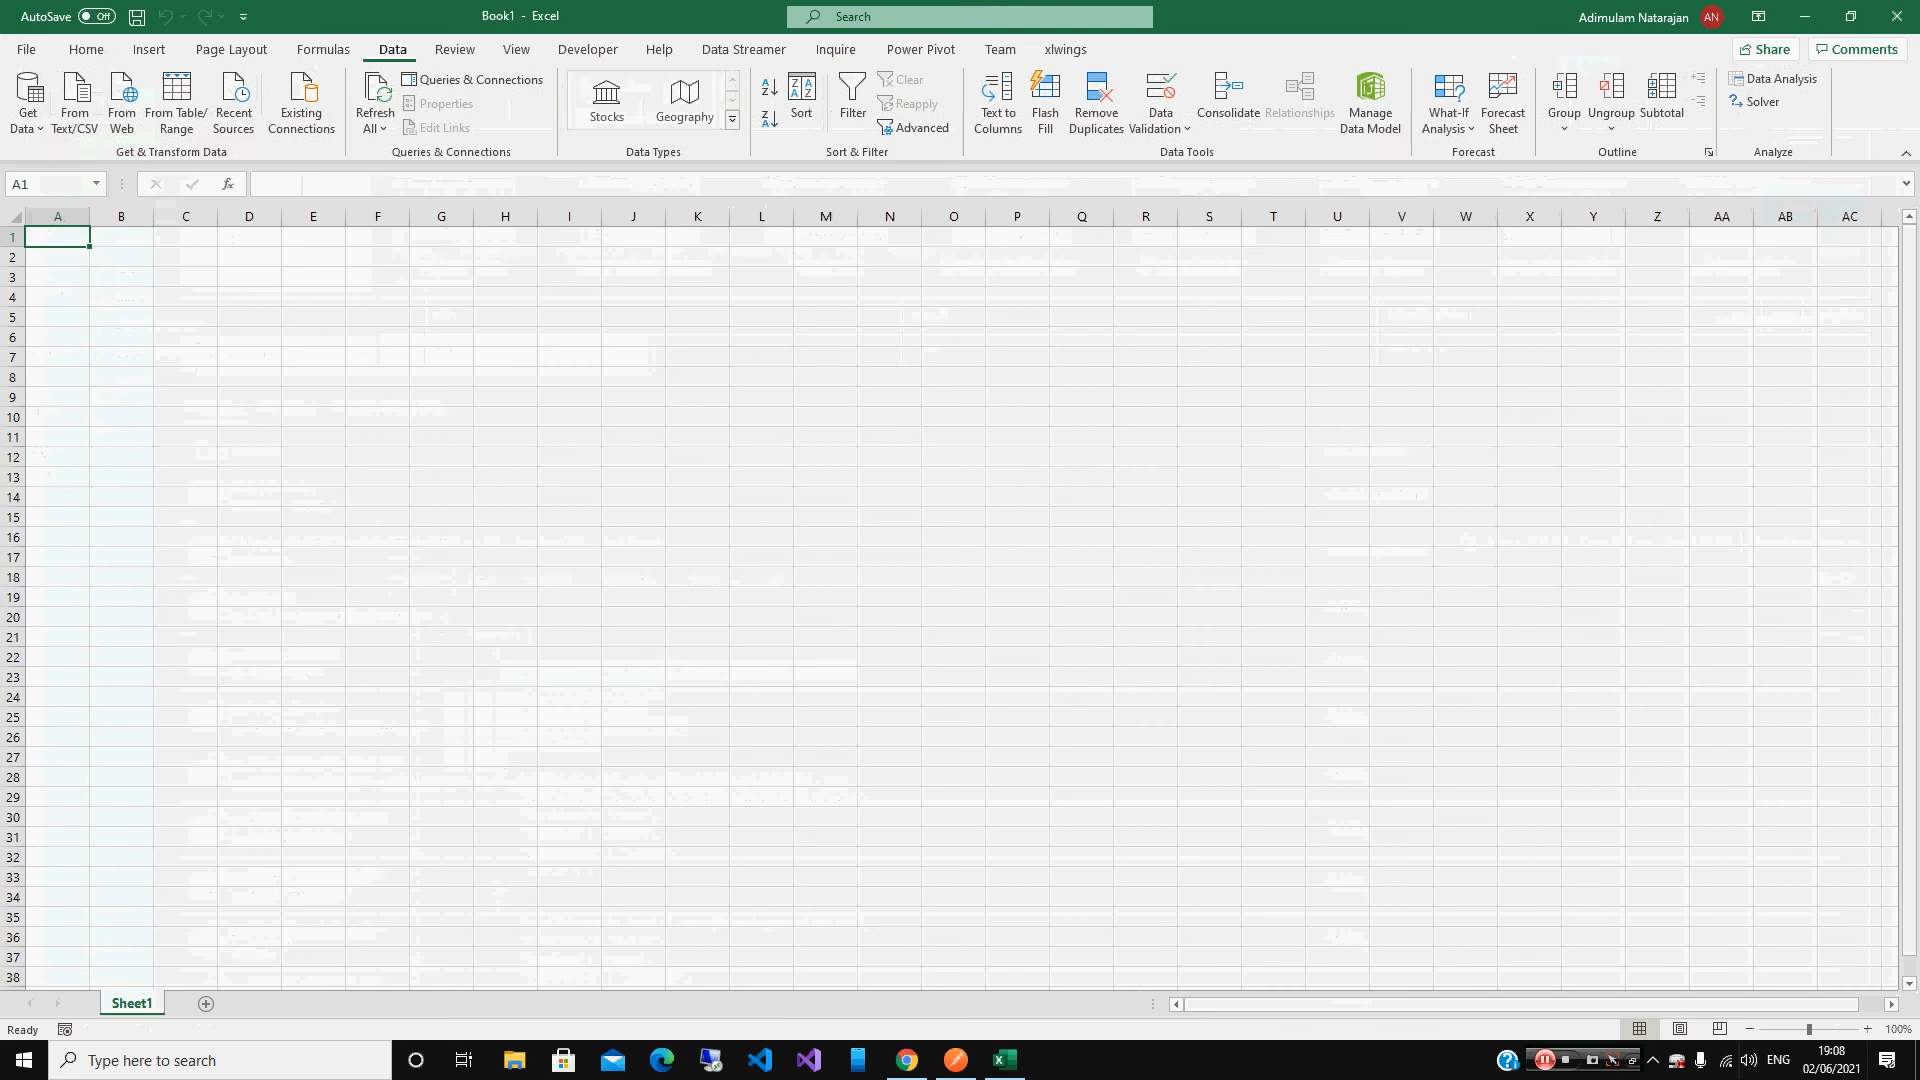 AutoSave Off Book1 - Excel Search Adimulam Natarajan AN
File Home Insert Page Layout Formulas Data Review View Developer Help Data Streamer Inquire Power Pivot Team xlwings Share Comments
Get Data From Text/CSV From Web From Table/ Range Recent Sources Existing Connections
Get & Transform Data
Refresh All Queries & Connections
Properties
Edit Links
Queries & Connections
Stocks Geography
Data Types
Sort Filter Clear
Reapply
Advanced
Sort & Filter
Text to Columns Flash Fill Remove Duplicates Data Validation Consolidate Relationships Manage Data Model
Data Tools
What-If Analysis Forecast Sheet
Forecast
Group Ungroup Subtotal
Outline
Data Analysis
Solver
Analyze
A1 fx
A B C D E F G H I J K L M N O P Q R S T U V W X Y Z AA AB AC
1
2
3
4
5
6
7
8
9
10
11
12
13
14
15
16
17
18
19
20
21
22
23
24
25
26
27
28
29
30
31
32
33
34
35
36
37
38
Sheet1
Ready 100%
Type here to search ENG 19:08
02/06/2021